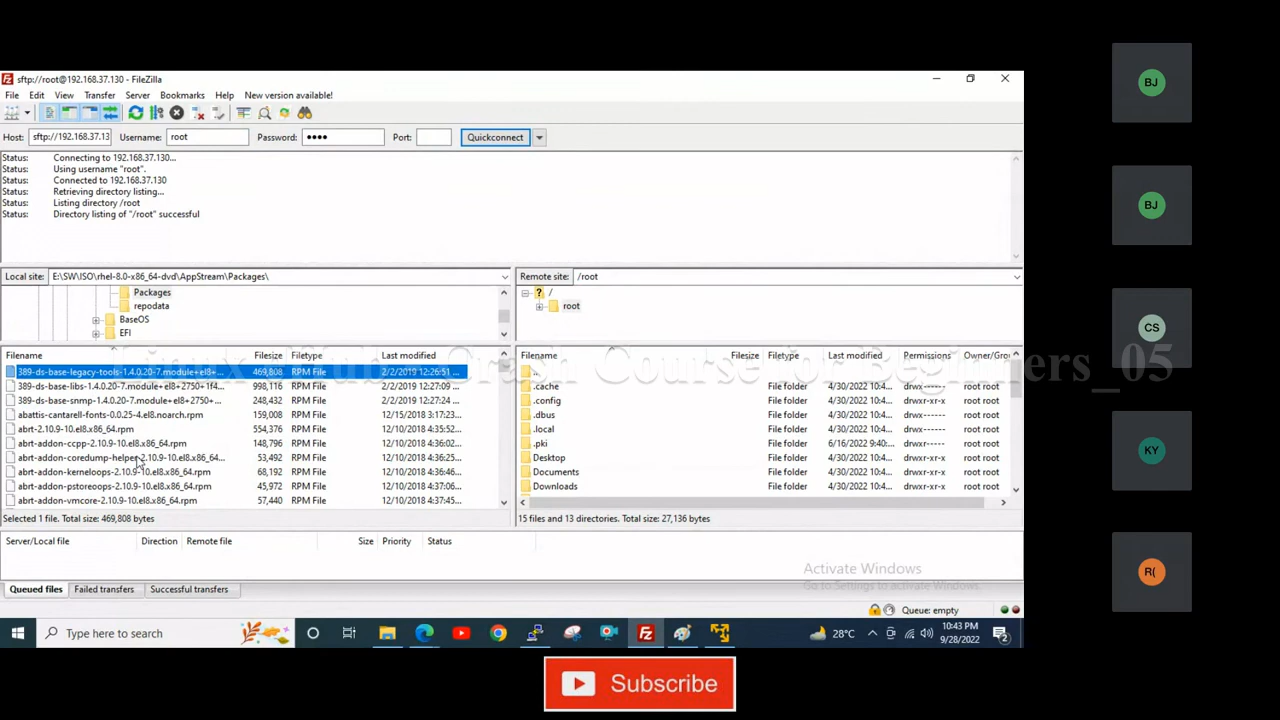 sftp://root@192.168.37.130 - FileZilla
File Edit View Transfer Server Bookmarks Help New version available!
Host: sftp://192.168.37.13 Username: root Password: •••• Port: Quickconnect
Status: Connecting to 192.168.37.130...
Status: Using username "root".
Status: Connected to 192.168.37.130
Status: Retrieving directory listing...
Status: Listing directory /root
Status: Directory listing of "/root" successful
Local site: E:\SW\ISO\rhel-8.0-x86_64-dvd\AppStream\Packages\
Packages
repodata
BaseOS
EFI
Remote site: /root
/
root
Filename Filesize Filetype Last modified
389-ds-base-legacy-tools-1.4.0.20-7.module+el8+... 469,808 RPM File 2/2/2019 12:26:51 ...
389-ds-base-libs-1.4.0.20-7.module+el8+2750+1f4... 998,116 RPM File 2/2/2019 12:27:09 ...
389-ds-base-snmp-1.4.0.20-7.module+el8+2750+1f... 248,432 RPM File 2/2/2019 12:27:24 ...
abattis-cantarell-fonts-0.0.25-4.el8.noarch.rpm 159,008 RPM File 12/15/2018 3:17:23...
abrt-2.10.9-10.el8.x86_64.rpm 554,376 RPM File 12/10/2018 4:35:52...
abrt-addon-ccpp-2.10.9-10.el8.x86_64.rpm 148,796 RPM File 12/10/2018 4:36:02...
abrt-addon-coredump-helper-2.10.9-10.el8.x86_64... 53,492 RPM File 12/10/2018 4:36:25...
abrt-addon-kerneloops-2.10.9-10.el8.x86_64.rpm 68,192 RPM File 12/10/2018 4:36:46...
abrt-addon-pstoreoops-2.10.9-10.el8.x86_64.rpm 45,972 RPM File 12/10/2018 4:37:06...
abrt-addon-vmcore-2.10.9-10.el8.x86_64.rpm 57,440 RPM File 12/10/2018 4:37:45...
Selected 1 file. Total size: 469,808 bytes
Filename Filesize Filetype Last modified Permissions Owner/Grou
..
.cache File folder 4/30/2022 10:4... drwx------ root root
.config File folder 4/30/2022 10:4... drwxr-xr-x root root
.dbus File folder 4/30/2022 10:4... drwx------ root root
.local File folder 4/30/2022 10:4... drwx------ root root
.pki File folder 6/16/2022 9:40:... drwxr-xr-x root root
Desktop File folder 4/30/2022 10:4... drwxr-xr-x root root
Documents File folder 4/30/2022 10:4... drwxr-xr-x root root
Downloads File folder 4/30/2022 10:4... drwxr-xr-x root root
15 files and 13 directories. Total size: 27,136 bytes
Crash Course for Beginners_05
Server/Local file Direction Remote file Size Priority Status
Activate Windows
Go to Settings to activate Windows.
Queued files Failed transfers Successful transfers
Queue: empty
Type here to search
28°C
10:43 PM
9/28/2022
2
Subscribe
BJ
BJ
CS
KY
R(